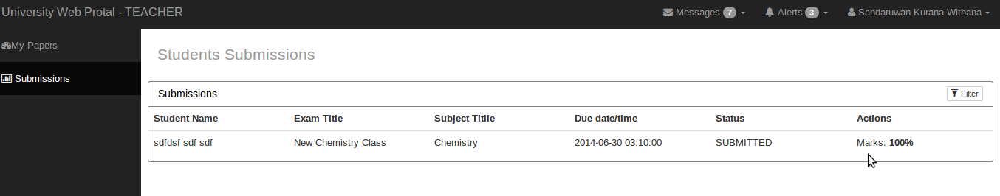 University Web Protal - TEACHER
Messages 7
Alerts 3
Sandaruwan Kurana Withana
My Papers
Submissions
Students Submissions
Submissions
Filter
Student Name Exam Title Subject Titile Due date/time Status Actions
sdfdsf sdf sdf New Chemistry Class Chemistry 2014-06-30 03:10:00 SUBMITTED Marks: 100%